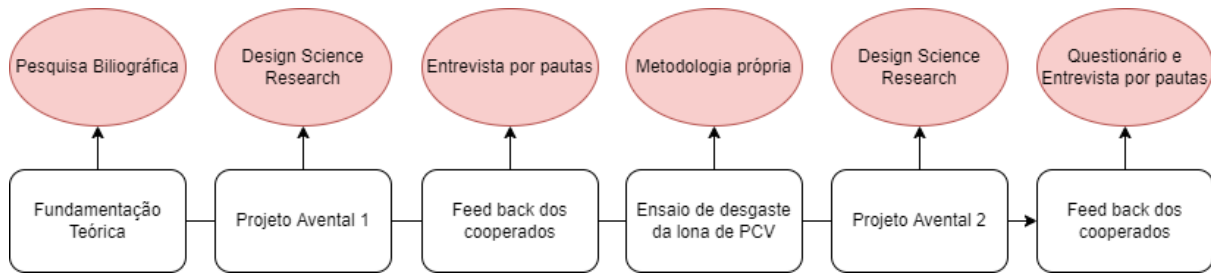 Pesquisa Biliográfica
Design Science
Research
Entrevista por pautas
Metodologia própria
Design Science
Research
Questionário e
Entrevista por pautas
Fundamentação
Teórica
Projeto Avental 1
Feed back dos
cooperados
Ensaio de desgaste
da lona de PCV
Projeto Avental 2
Feed back dos
cooperados